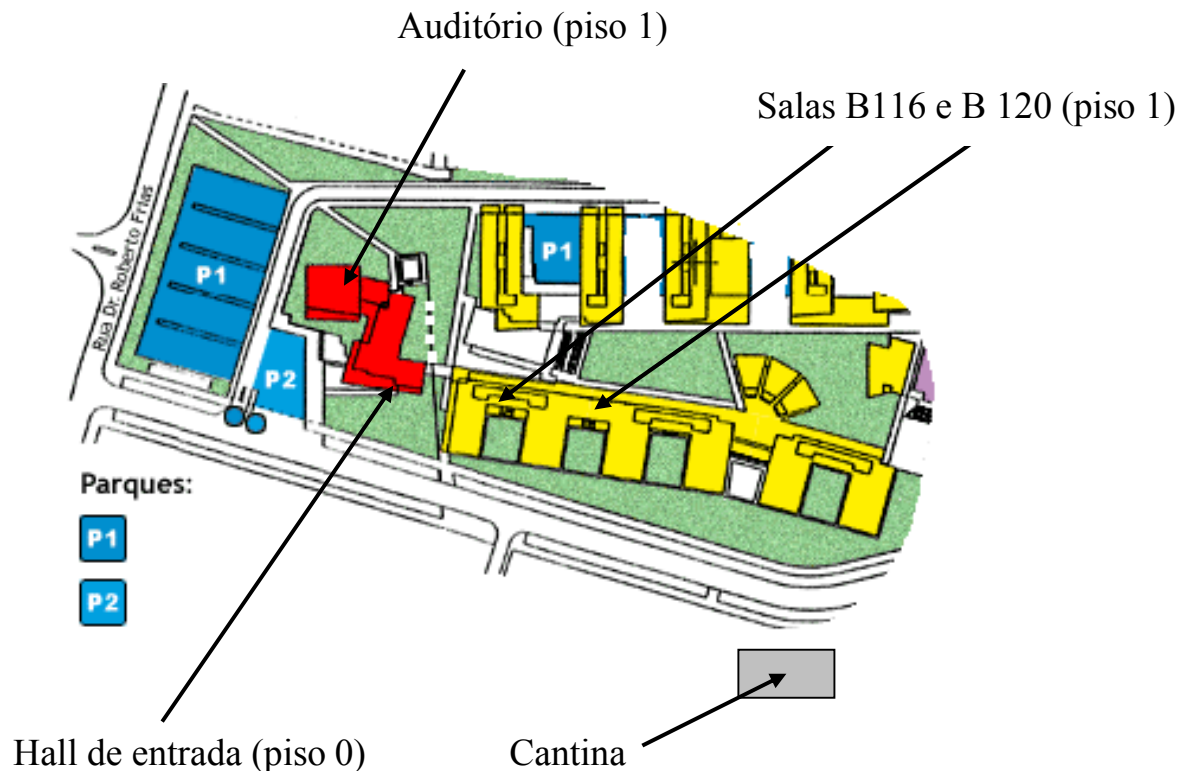 Auditório (piso 1)
Salas B116 e B 120 (piso 1)
Rua Dr. Roberto Frias
P1
P1
P2
Parques:
P1
P2
Hall de entrada (piso 0)
Cantina